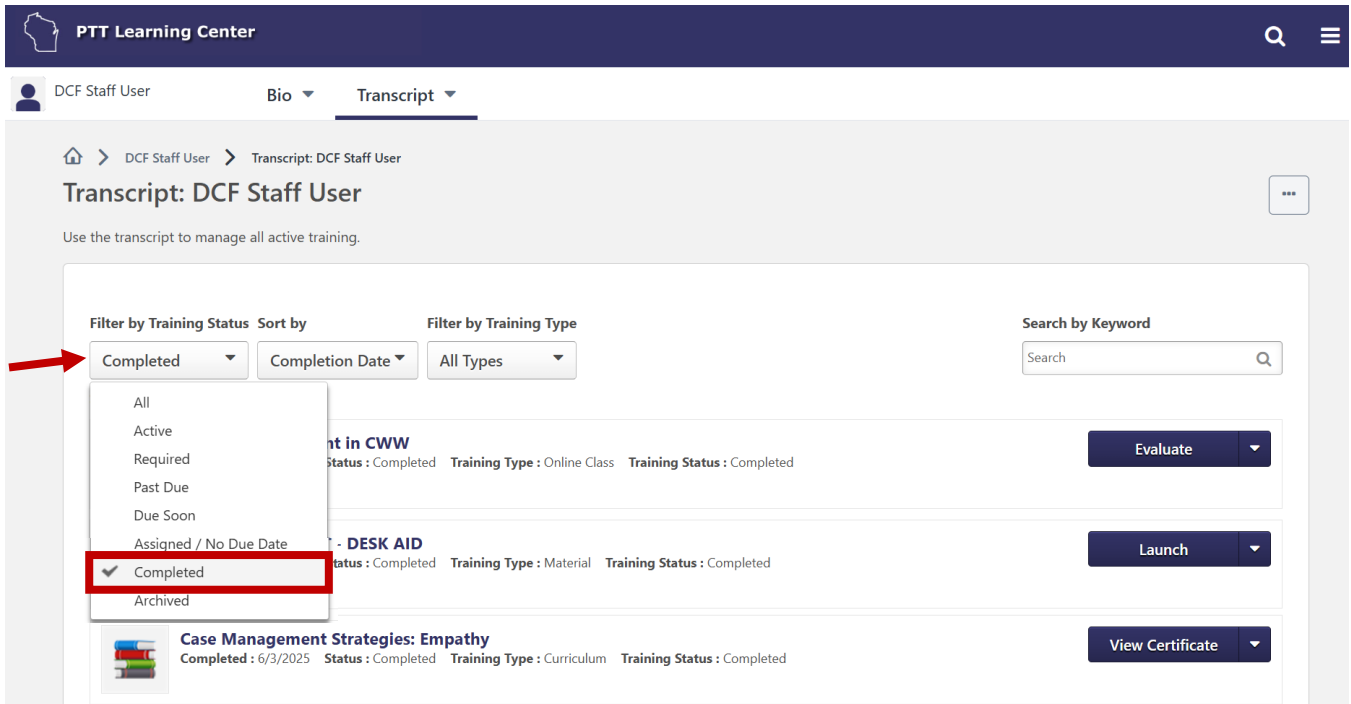 PTT Learning Center
DCF Staff User
Bio
Transcript
DCF Staff User
Transcript: DCF Staff User
Transcript: DCF Staff User
Use the transcript to manage all active training.
Filter by Training Status Sort by Filter by Training Type Search by Keyword
Completed Completion Date All Types Search
All
Active
Required
Past Due
Due Soon
Assigned / No Due Date
Completed
Archived
in CWW
Status : Completed Training Type : Online Class Training Status : Completed
Evaluate
- DESK AID
Status : Completed Training Type : Material Training Status : Completed
Launch
Case Management Strategies: Empathy
Completed : 6/3/2025 Status : Completed Training Type : Curriculum Training Status : Completed
View Certificate